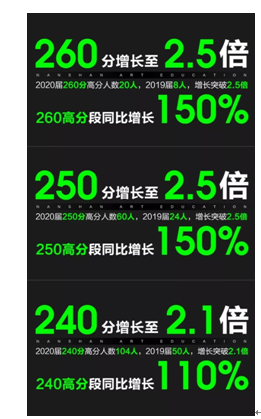 260分增长至2.5倍
NANSHAN ART EDUCATION
2020届260分高分人数20人，2019届8人，增长突破2.5倍
260高分段同比增长150%
250分增长至2.5倍
NANSHAN ART EDUCATION
2020届250分高分人数60人，2019届24人，增长突破2.5倍
250高分段同比增长150%
240分增长至2.1倍
NANSHAN ART EDUCATION
2020届240分高分人数104人，2019届50人，增长突破2.1倍
240高分段同比增长110%